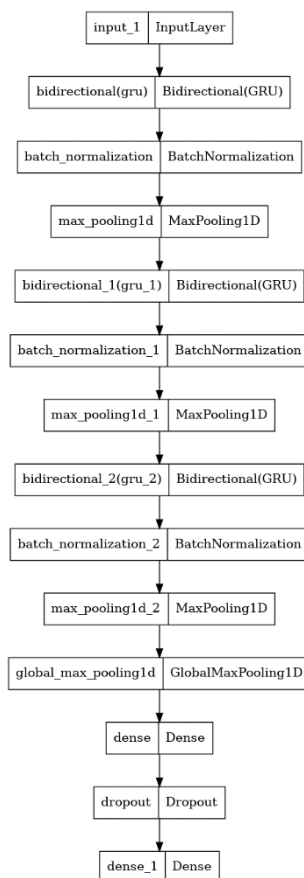 input_1 InputLayer
bidirectional(gru) Bidirectional(GRU)
batch_normalization BatchNormalization
max_pooling1d MaxPooling1D
bidirectional_1(gru_1) Bidirectional(GRU)
batch_normalization_1 BatchNormalization
max_pooling1d_1 MaxPooling1D
bidirectional_2(gru_2) Bidirectional(GRU)
batch_normalization_2 BatchNormalization
max_pooling1d_2 MaxPooling1D
global_max_pooling1d GlobalMaxPooling1D
dense Dense
dropout Dropout
dense_1 Dense